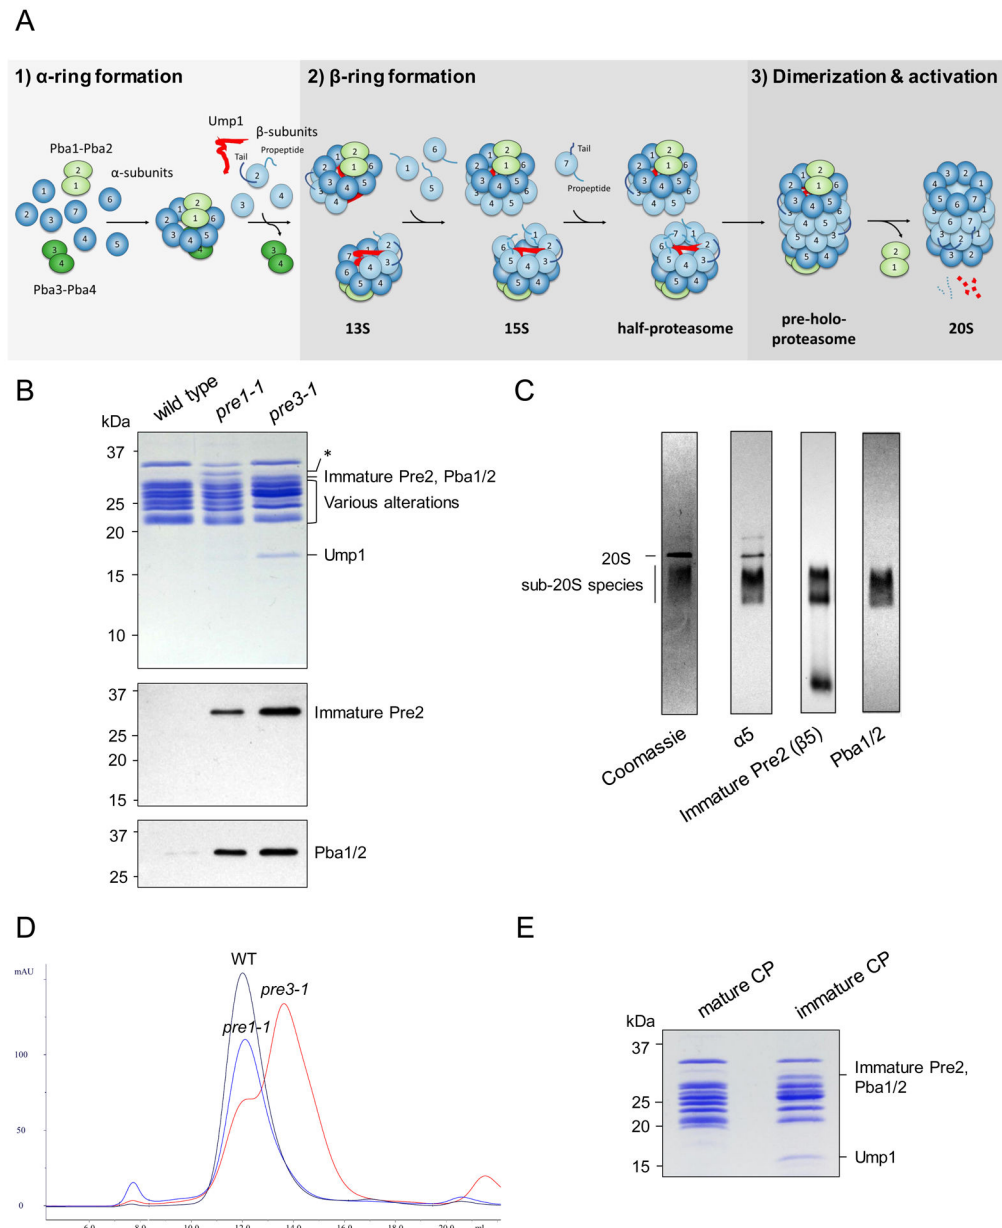 A
1) α-ring formation
2) β-ring formation
3) Dimerization & activation
Ump1
β-subunits
Tail
Propeptide
Pba1-Pba2
α-subunits
Pba3-Pba4
Tail
Propeptide
13S
15S
half-proteasome
pre-holo-
proteasome
20S
B
wild type
pre1-1
pre3-1
kDa
37
25
20
15
10
*
Immature Pre2, Pba1/2
Various alterations
Ump1
37
25
20
15
Immature Pre2
37
25
Pba1/2
C
20S
sub-20S species
Coomassie
α5
Immature Pre2 (β5)
Pba1/2
D
mAU
100
50
0
WT
pre1-1
pre3-1
E
mature CP
immature CP
kDa
37
25
20
15
Immature Pre2,
Pba1/2
Ump1